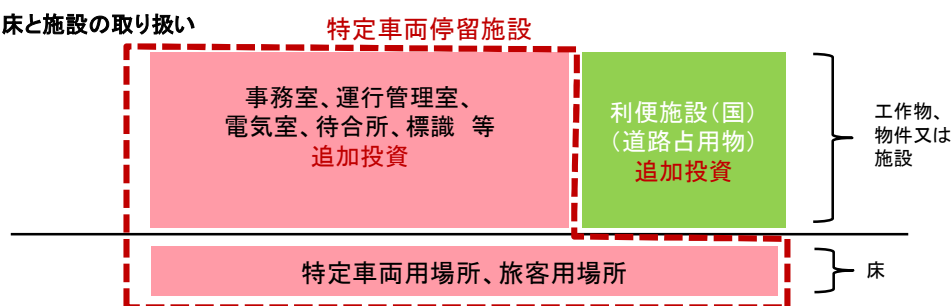 床と施設の取り扱い
特定車両停留施設
事務室、運行管理室、
電気室、待合所、標識　等
追加投資
利便施設（国）
（道路占用物）
追加投資
工作物、
物件又は
施設
特定車両用場所、旅客用場所
床